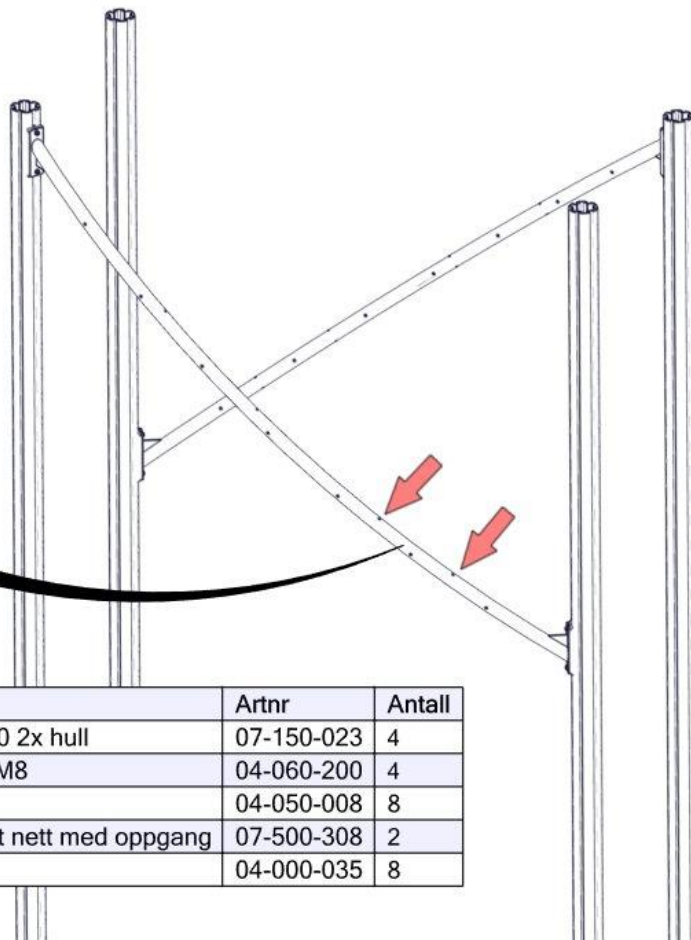 Artnr Antall
0 2x hull 07-150-023 4
M8 04-060-200 4
04-050-008 8
t nett med oppgang 07-500-308 2
04-000-035 8